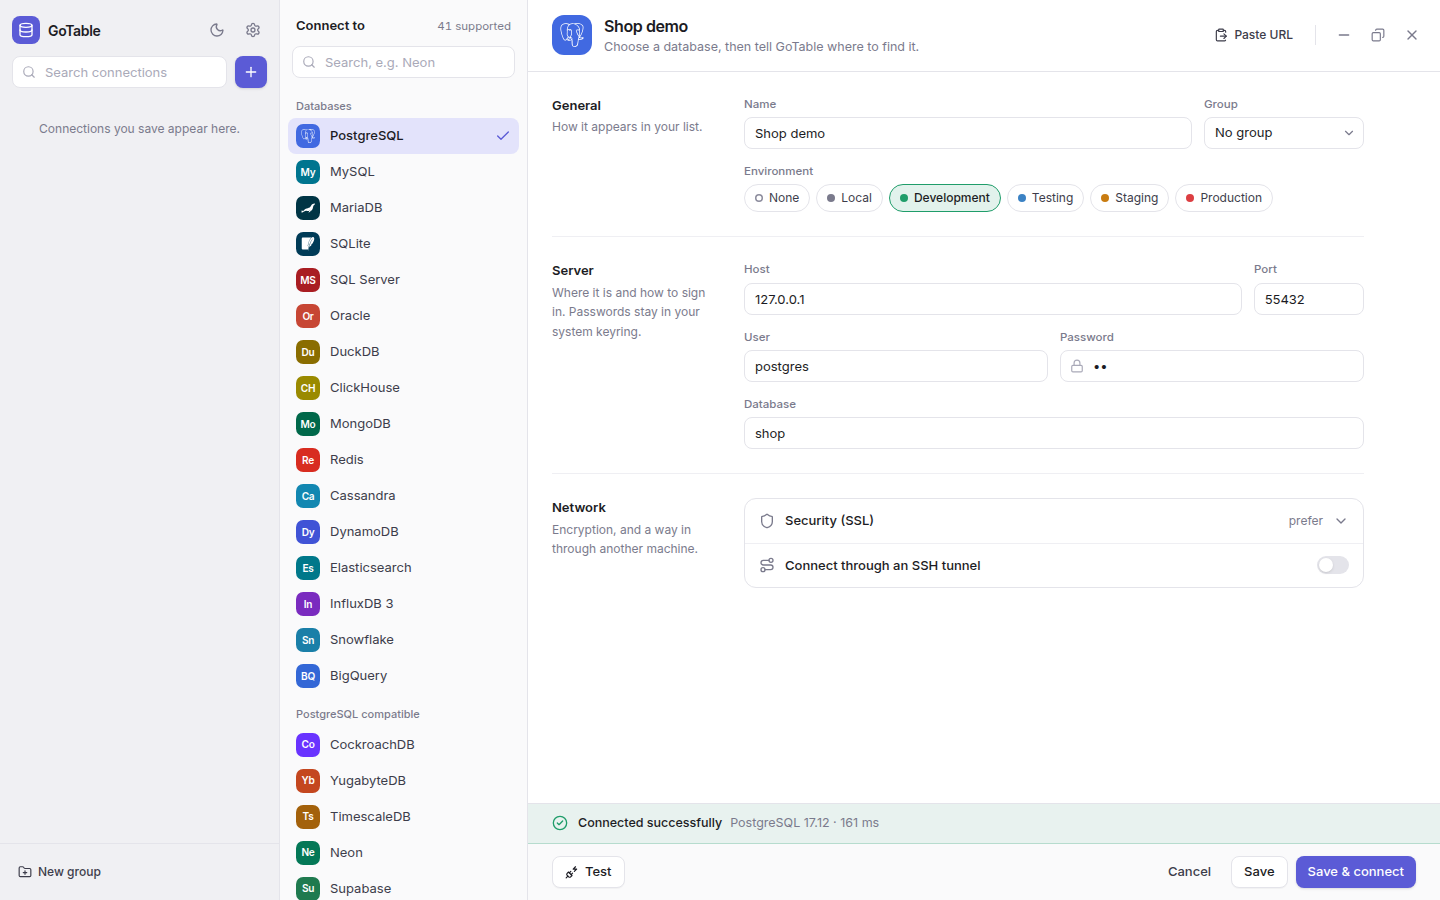 GoTable
Search connections
Connections you save appear here.
New group
Connect to
41 supported
Search, e.g. Neon
Databases
PostgreSQL
My MySQL
MariaDB
SQLite
MS SQL Server
Or Oracle
Du DuckDB
CH ClickHouse
Mo MongoDB
Re Redis
Ca Cassandra
Dy DynamoDB
Es Elasticsearch
In InfluxDB 3
Sn Snowflake
BQ BigQuery
PostgreSQL compatible
Co CockroachDB
Yb YugabyteDB
Ts TimescaleDB
Ne Neon
Su Supabase
Shop demo
Choose a database, then tell GoTable where to find it.
Paste URL
General
How it appears in your list.
Name
Group
Shop demo
No group
Environment
None Local Development Testing Staging Production
Server
Where it is and how to sign
in. Passwords stay in your
system keyring.
Host
Port
127.0.0.1
55432
User
Password
postgres
••
Database
shop
Network
Encryption, and a way in
through another machine.
Security (SSL)
prefer
Connect through an SSH tunnel
Connected successfully PostgreSQL 17.12 · 161 ms
Test
Cancel
Save
Save & connect